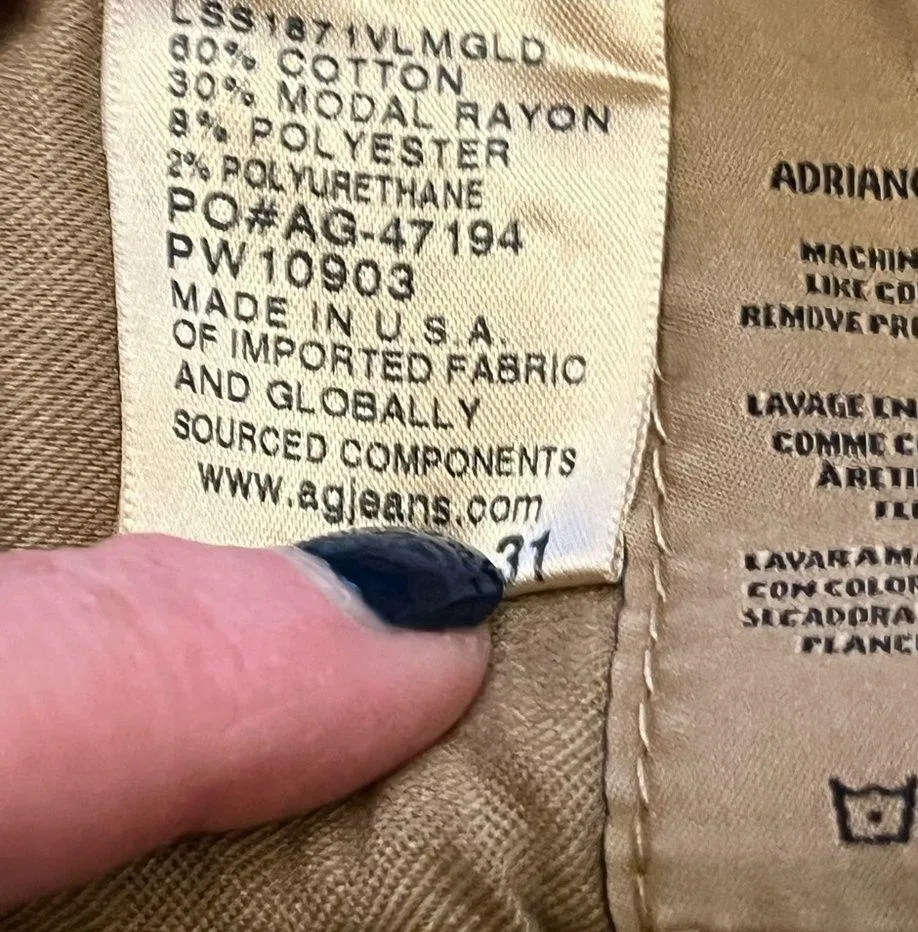 LSS1871VLMGLD
60% COTTON
30% MODAL RAYON
8% POLYESTER
2% POLYURETHANE
PO#AG-47194
PW10903
MADE IN U.S.A.
OF IMPORTED FABRIC
AND GLOBALLY
SOURCED COMPONENTS
www.agjeans.com
31
ADRIANO
MACHIN
LIKE CO
REMOVE PRO
LAVAGE EN
COMME C
ARETI
FE
LAVAR A MA
CON COLOR
SECADORA
PLANC